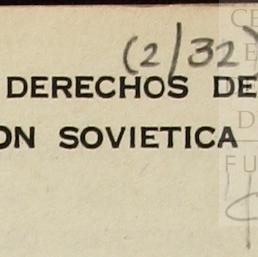 (2/32)
DERECHOS DE
ON SOVIETICA